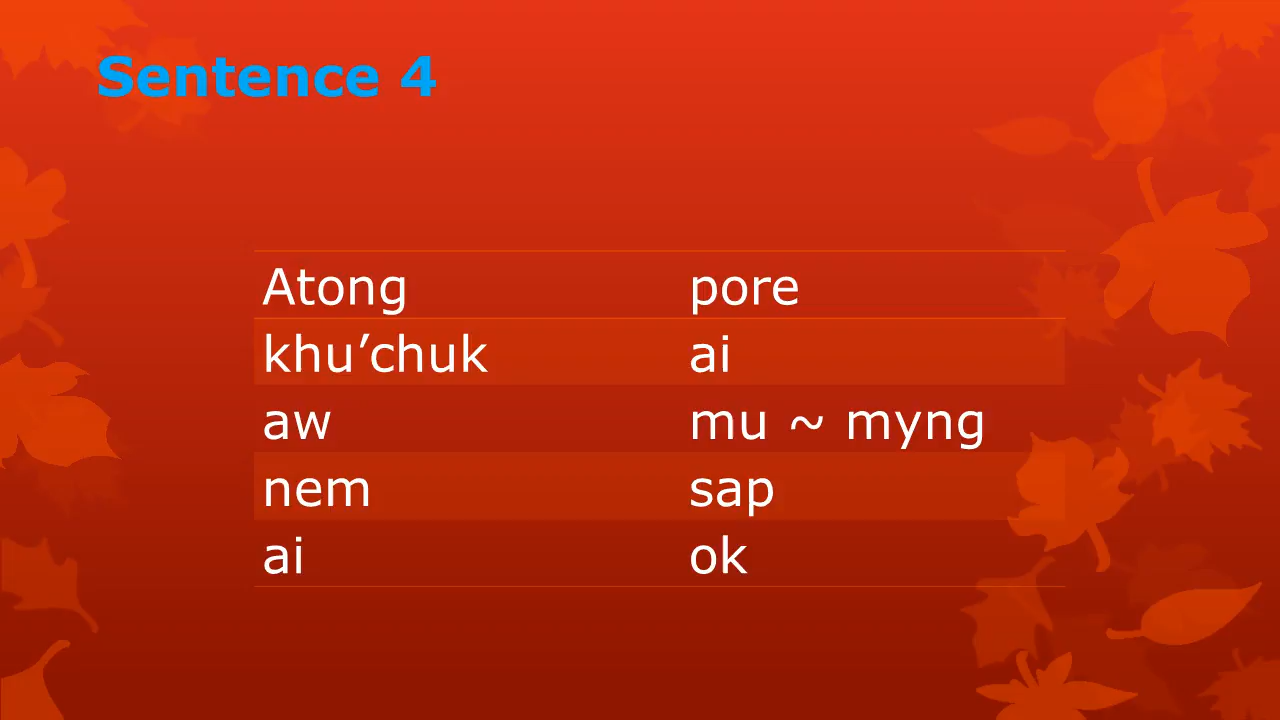 Sentence 4
Atong pore
khu’chuk ai
aw mu ~ myng
nem sap
ai ok